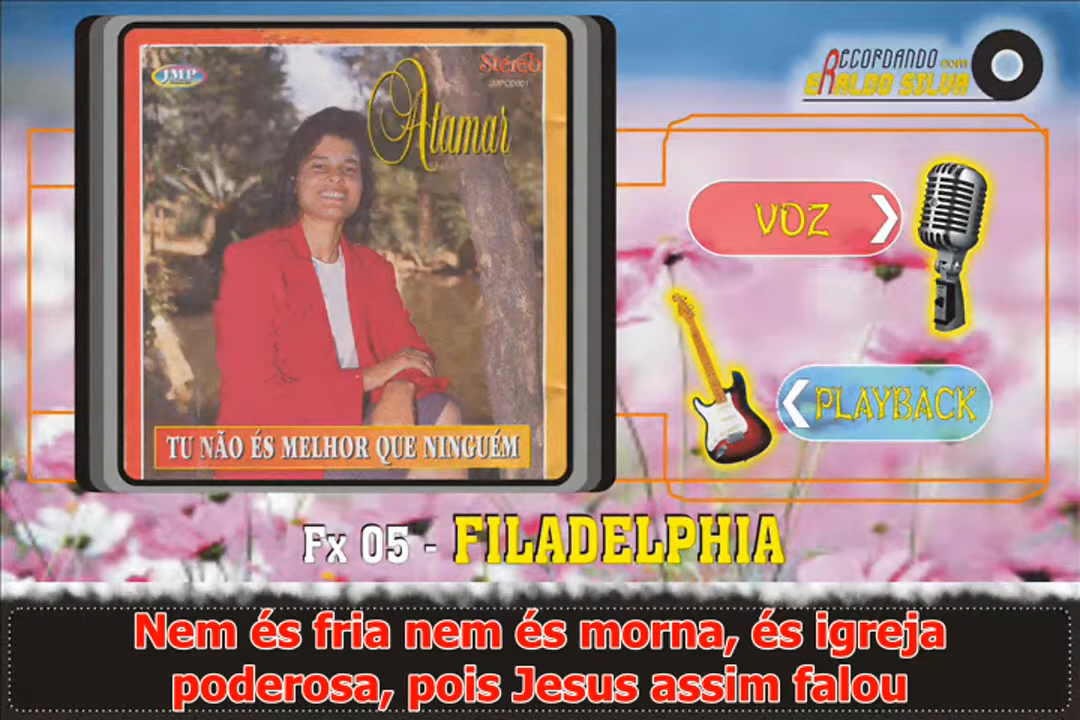 JMP
Stéreo
Atamar
TU NÃO ÉS MELHOR QUE NINGUÉM
RECORDANDO com
ERALDO SILVA
VOZ
PLAYBACK
Fx 05 - FILADELPHIA
Nem és fria nem és morna, és igreja
poderosa, pois Jesus assim falou